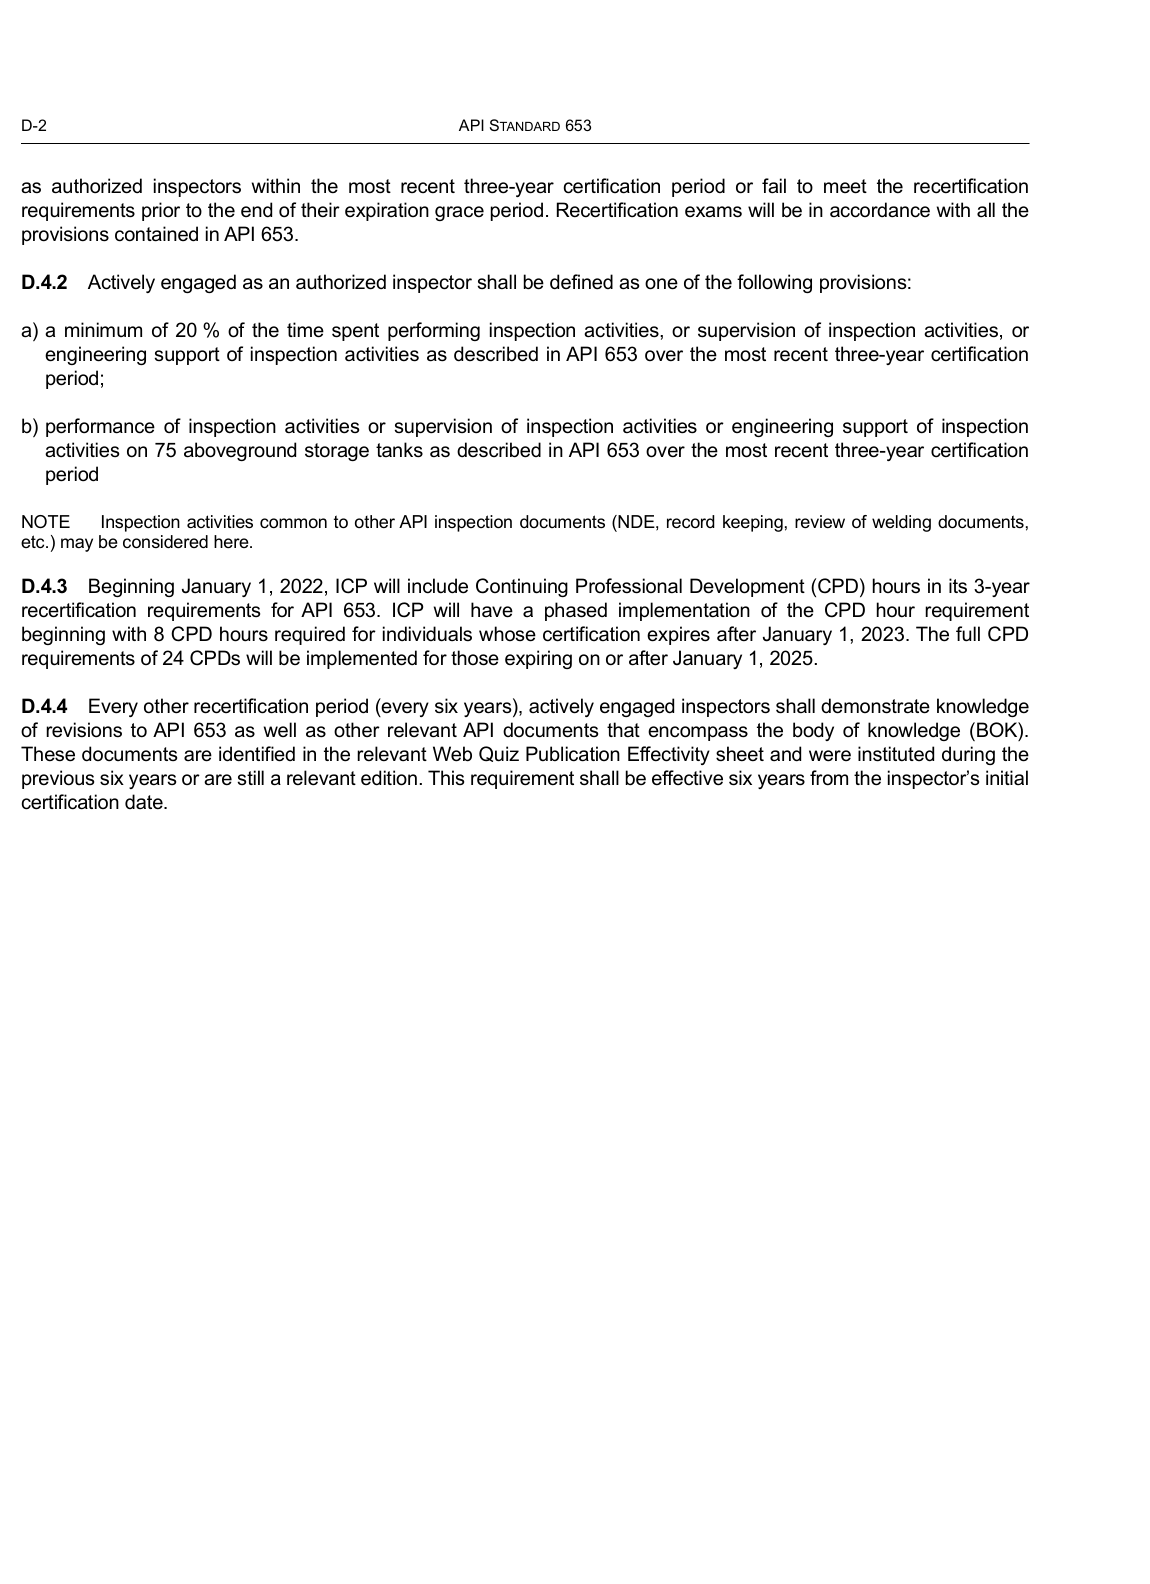 D-2
API STANDARD 653
as authorized inspectors within the most recent three-year certification period or fail to meet the recertification
requirements prior to the end of their expiration grace period. Recertification exams will be in accordance with all the
provisions contained in API 653.
D.4.2 Actively engaged as an authorized inspector shall be defined as one of the following provisions:
a) a minimum of 20 % of the time spent performing inspection activities, or supervision of inspection activities, or
engineering support of inspection activities as described in API 653 over the most recent three-year certification
period;
b) performance of inspection activities or supervision of inspection activities or engineering support of inspection
activities on 75 aboveground storage tanks as described in API 653 over the most recent three-year certification
period
NOTE Inspection activities common to other API inspection documents (NDE, record keeping, review of welding documents,
etc.) may be considered here.
D.4.3 Beginning January 1, 2022, ICP will include Continuing Professional Development (CPD) hours in its 3-year
recertification requirements for API 653. ICP will have a phased implementation of the CPD hour requirement
beginning with 8 CPD hours required for individuals whose certification expires after January 1, 2023. The full CPD
requirements of 24 CPDs will be implemented for those expiring on or after January 1, 2025.
D.4.4 Every other recertification period (every six years), actively engaged inspectors shall demonstrate knowledge
of revisions to API 653 as well as other relevant API documents that encompass the body of knowledge (BOK).
These documents are identified in the relevant Web Quiz Publication Effectivity sheet and were instituted during the
previous six years or are still a relevant edition. This requirement shall be effective six years from the inspector’s initial
certification date.